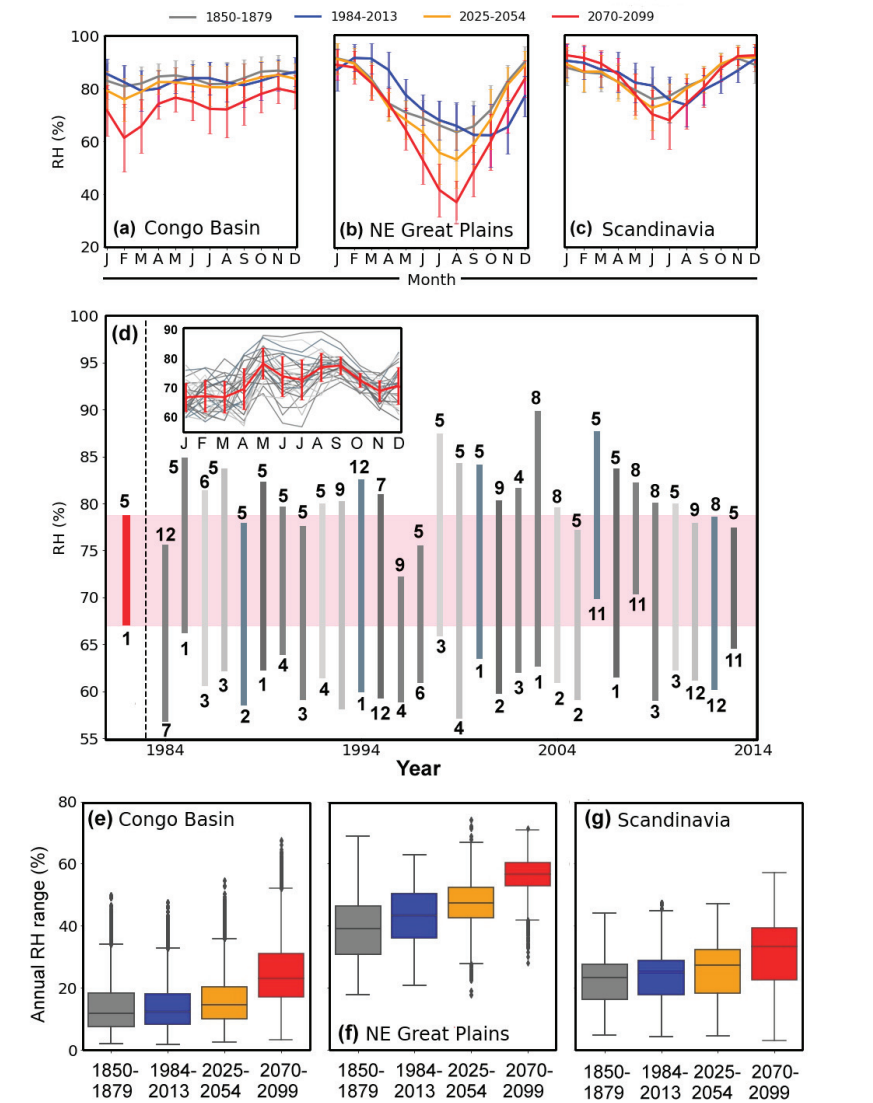 1850-1879 1984-2013 2025-2054 2070-2099
100
80
60
40
20
RH (%)
(a) Congo Basin
(b) NE Great Plains
(c) Scandinavia
J F M A M J J A S O N D
J F M A M J J A S O N D
J F M A M J J A S O N D
Month
100
95
90
85
80
75
70
65
60
55
RH (%)
(d)
90
80
70
60
J F M A M J J A S O N D
5 12 5 6 5 5 5 5 5 5 9 12 7 9 5 5 5 5 9 4 8 8 5 5 5 8 8 5 9 8 5
1 7 1 3 3 2 1 4 3 4 1 12 4 6 3 4 1 2 3 1 2 2 11 1 11 3 3 12 12 11
1984 1994 2004 2014
Year
80
60
40
20
0
Annual RH range (%)
(e) Congo Basin
(f) NE Great Plains
(g) Scandinavia
1850- 1984- 2025- 2070-
1879 2013 2054 2099
1850- 1984- 2025- 2070-
1879 2013 2054 2099
1850- 1984- 2025- 2070-
1879 2013 2054 2099